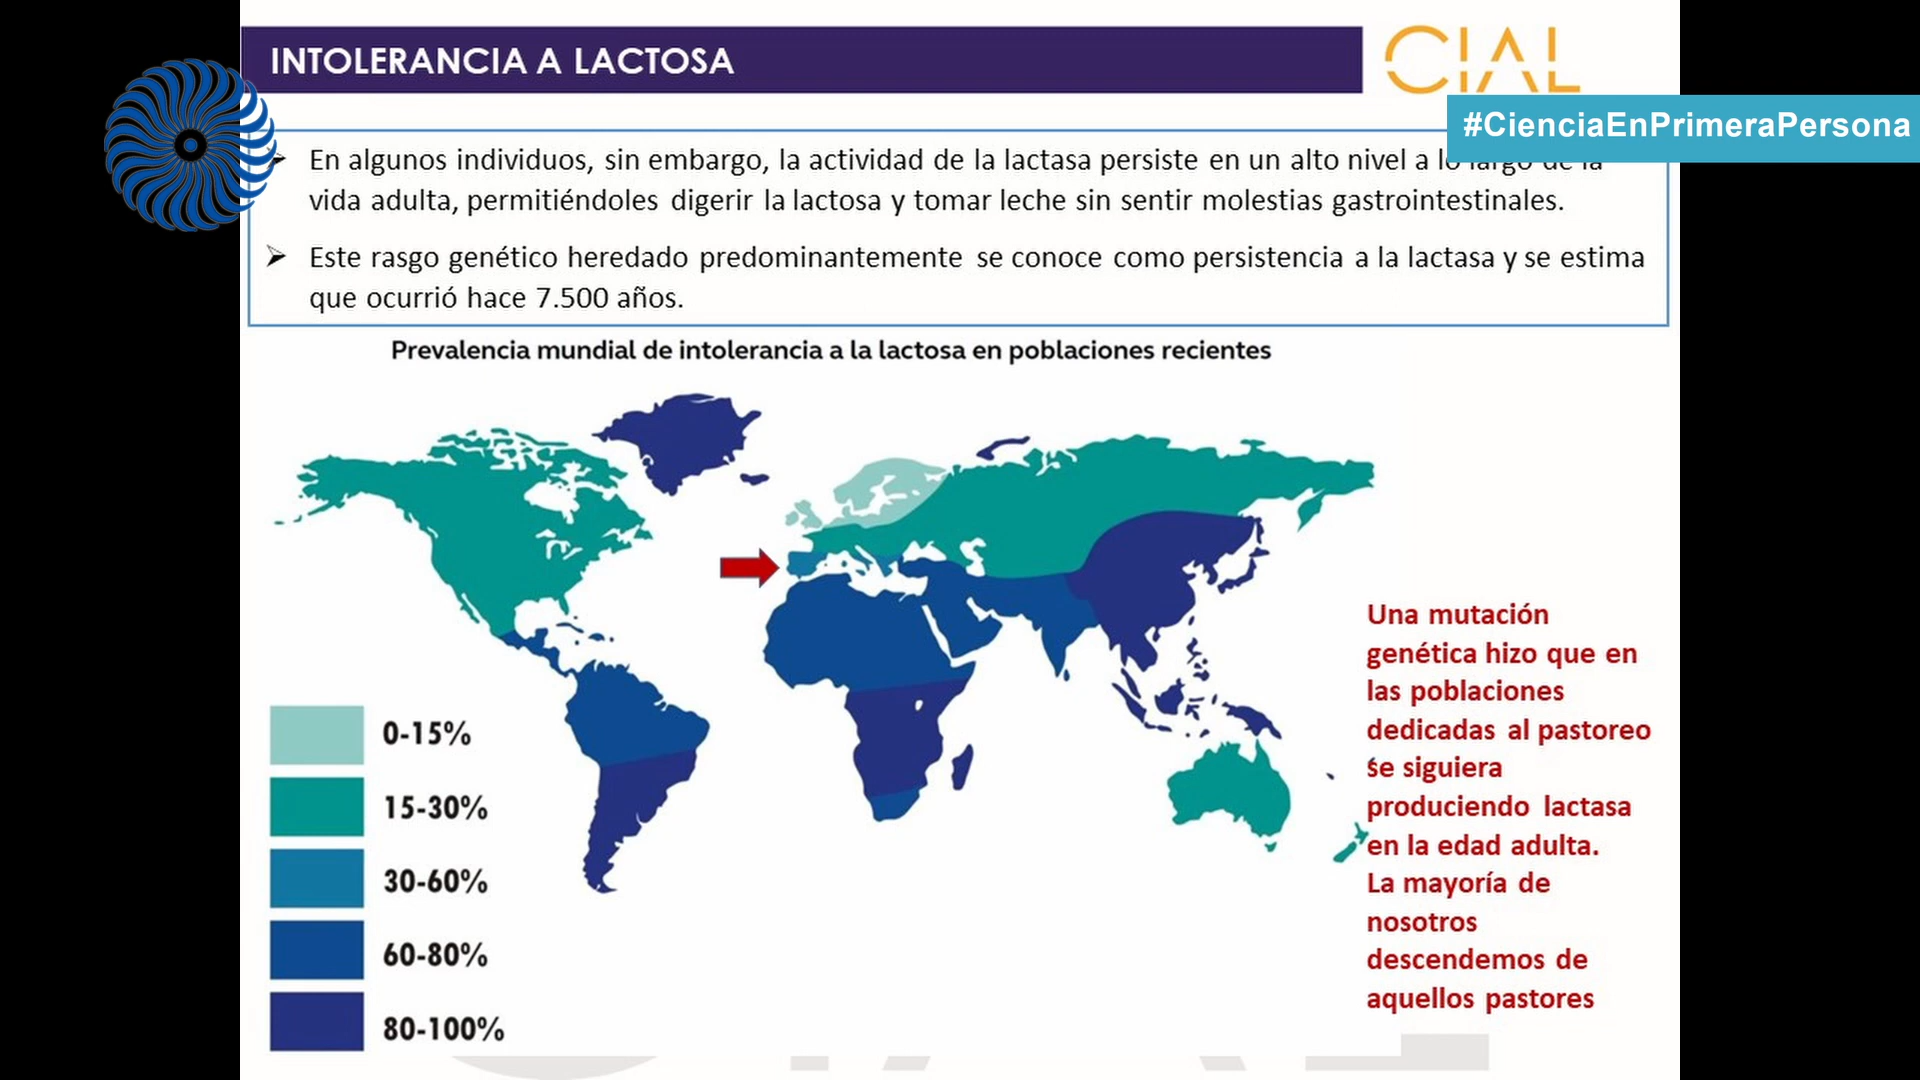 INTOLERANCIA A LACTOSA
CIAL
#CienciaEnPrimeraPersona
En algunos individuos, sin embargo, la actividad de la lactasa persiste en un alto nivel a lo largo de la
vida adulta, permitiéndoles digerir la lactosa y tomar leche sin sentir molestias gastrointestinales.
Este rasgo genético heredado predominantemente se conoce como persistencia a la lactasa y se estima
que ocurrió hace 7.500 años.
Prevalencia mundial de intolerancia a la lactosa en poblaciones recientes
0-15%
15-30%
30-60%
60-80%
80-100%
Una mutación
genética hizo que en
las poblaciones
dedicadas al pastoreo
se siguiera
produciendo lactasa
en la edad adulta.
La mayoría de
nosotros
descendemos de
aquellos pastores